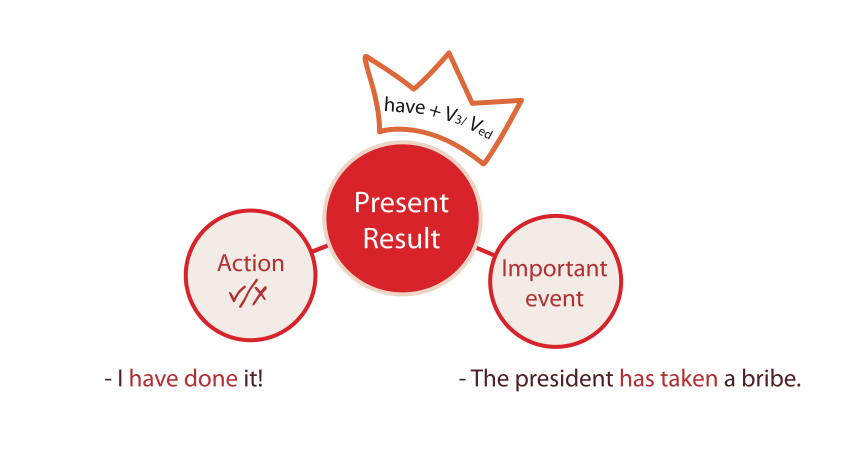 have + V3/ Ved
Present
Result
Action
✓/✗
Important
event
- I have done it!
- The president has taken a bribe.